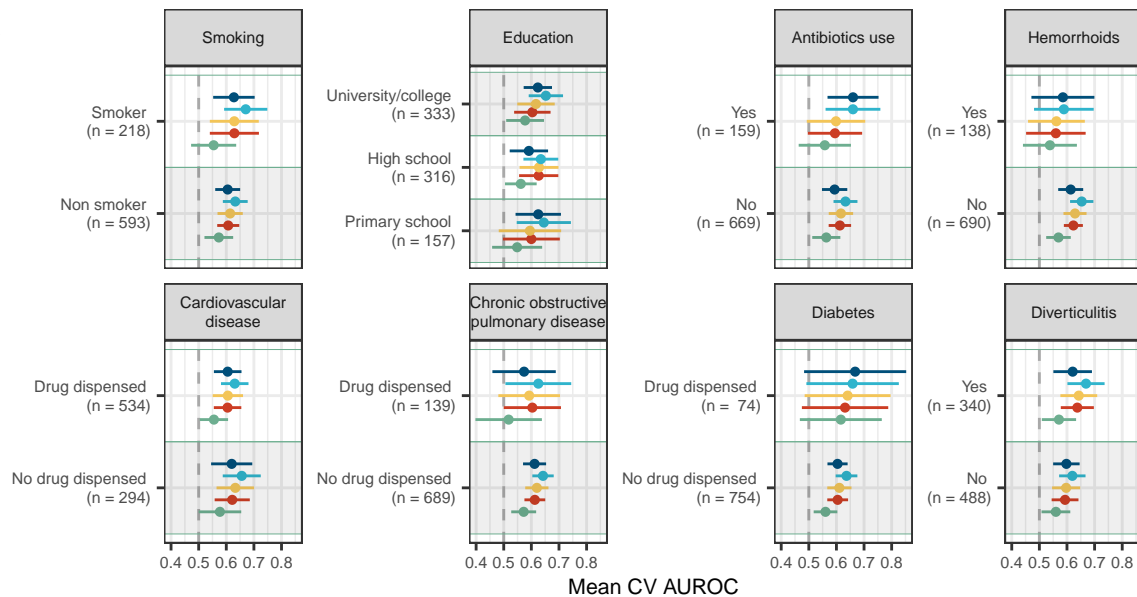 Smoking
Education
Antibiotics use
Hemorrhoids
Smoker
(n = 218)
Non smoker
(n = 593)
University/college
(n = 333)
High school
(n = 316)
Primary school
(n = 157)
Yes
(n = 159)
No
(n = 669)
Yes
(n = 138)
No
(n = 690)
Cardiovascular
disease
Chronic obstructive
pulmonary disease
Diabetes
Diverticulitis
Drug dispensed
(n = 534)
No drug dispensed
(n = 294)
Drug dispensed
(n = 139)
No drug dispensed
(n = 689)
Drug dispensed
(n = 74)
No drug dispensed
(n = 754)
Yes
(n = 340)
No
(n = 488)
0.4 0.5 0.6 0.7 0.8
0.4 0.5 0.6 0.7 0.8
0.4 0.5 0.6 0.7 0.8
0.4 0.5 0.6 0.7 0.8
Mean CV AUROC